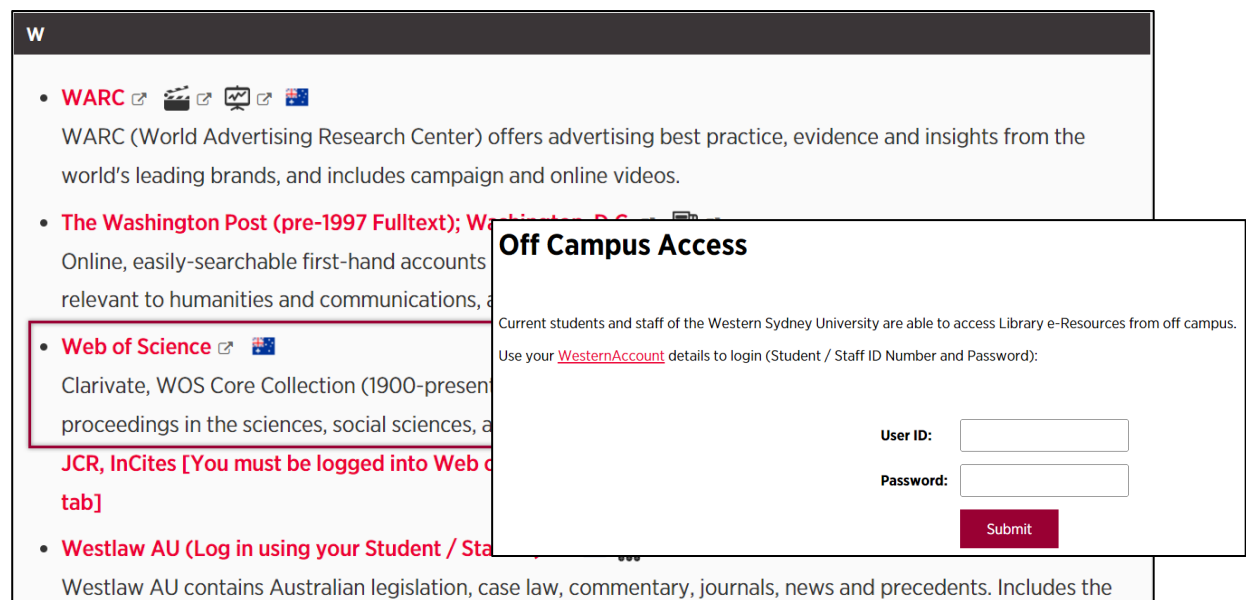 W
WARC
WARC (World Advertising Research Center) offers advertising best practice, evidence and insights from the
world's leading brands, and includes campaign and online videos.
The Washington Post (pre-1997 Fulltext); Washington, D.C.
Online, easily-searchable first-hand accounts
relevant to humanities and communications,
Web of Science
Clarivate, WOS Core Collection (1900-present
proceedings in the sciences, social sciences, a
JCR, InCites [You must be logged into Web o
tab]
Westlaw AU (Log in using your Student / Sta
Westlaw AU contains Australian legislation, case law, commentary, journals, news and precedents. Includes the
Off Campus Access
Current students and staff of the Western Sydney University are able to access Library e-Resources from off campus.
Use your WesternAccount details to login (Student / Staff ID Number and Password):
User ID:
Password:
Submit